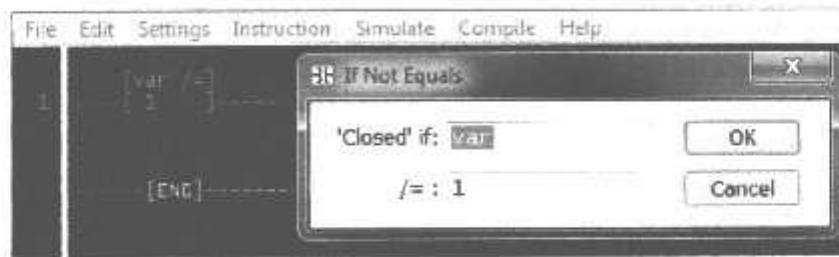 File Edit Settings Instruction Simulate Compile Help
[var /=]
1 [ 1 ]
[END]
If Not Equals
X
'Closed' if: var
OK
/= : 1
Cancel